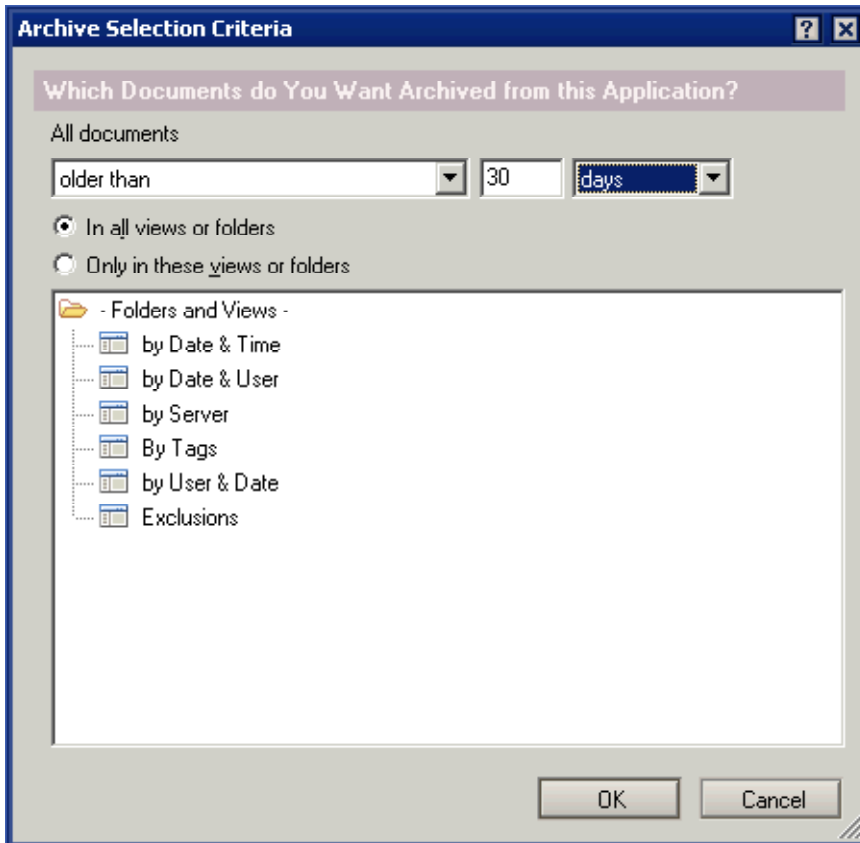 Archive Selection Criteria
Which Documents do You Want Archived from this Application?
All documents
older than 30 days
In all views or folders
Only in these views or folders
- Folders and Views -
by Date & Time
by Date & User
by Server
By Tags
by User & Date
Exclusions
OK Cancel